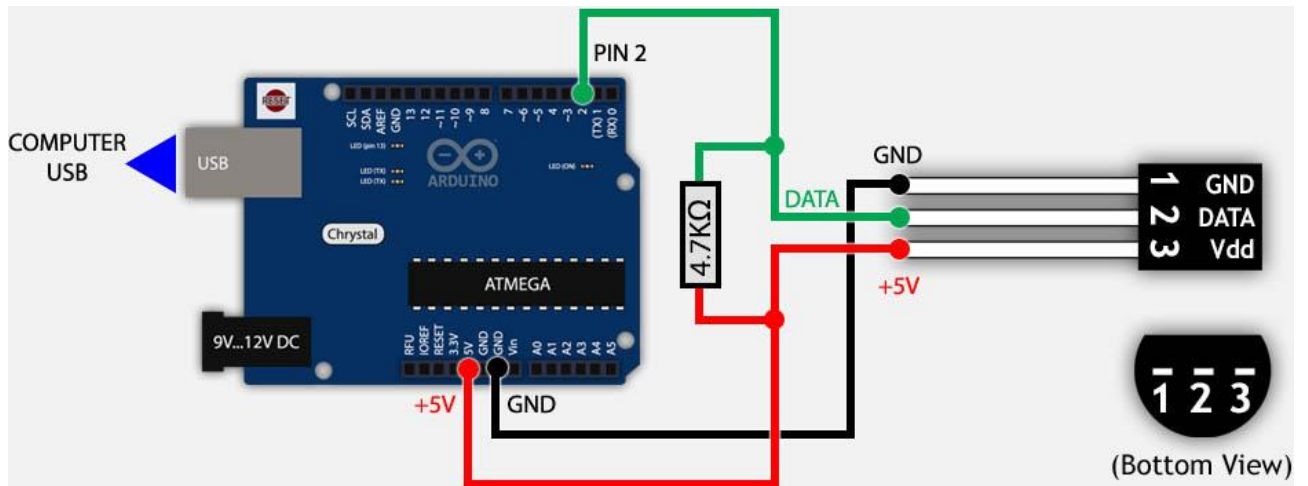 PIN 2
RESET
SCL
SDA
AREF
GND
13
12
~11
~10
~9
8
7
~6
~5
4
~3
2
(TX) 1
(RX) 0
COMPUTER
USB
USB
LED (pin 13)
LED (TX)
LED (TX)
LED (ON)
ARDUINO
Chrystal
ATMEGA
9V...12V DC
RFU
IOREF
RESET
3.3V
5V
GND
GND
Vin
A0
A1
A2
A3
A4
A5
+5V
GND
4.7KΩ
DATA
GND
+5V
1 GND
2 DATA
3 Vdd
1 2 3
(Bottom View)